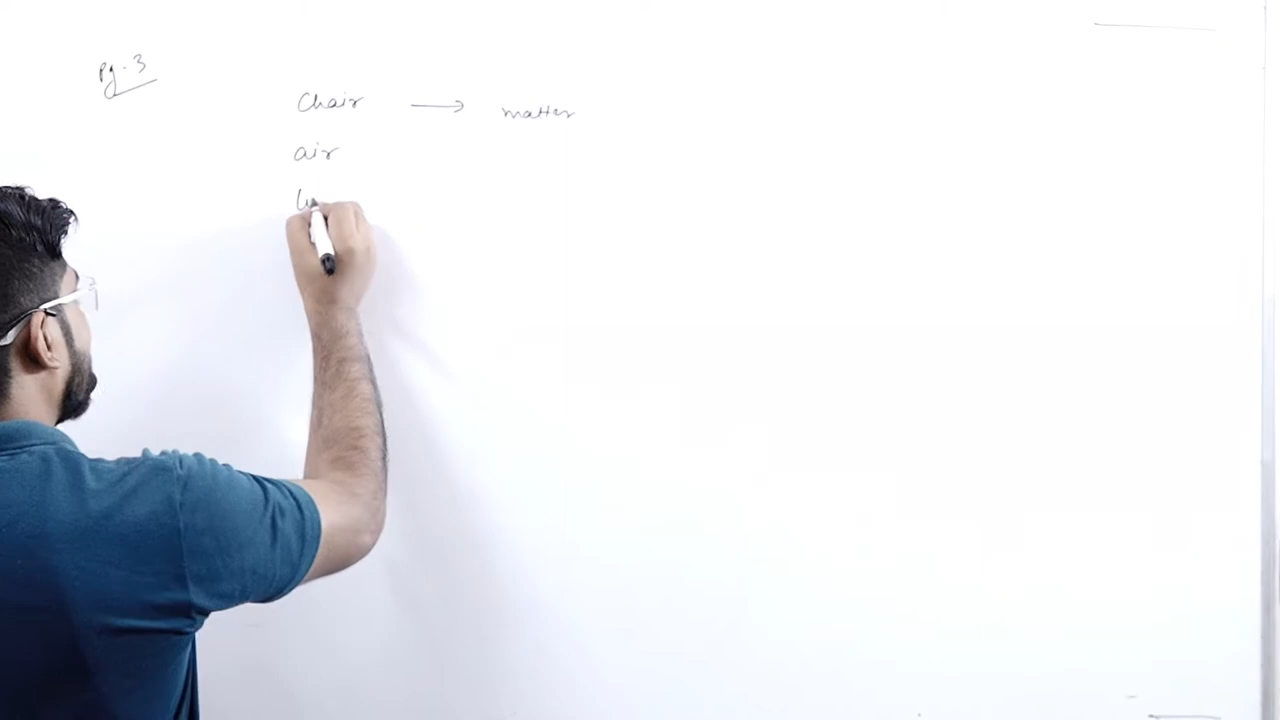 Pg - 3
Chair → matter
air